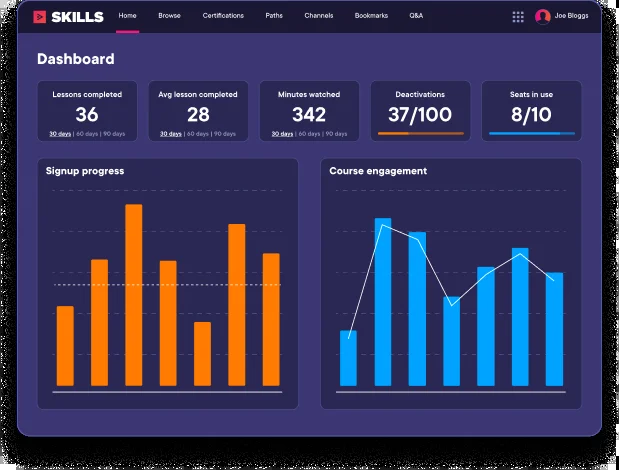 SKILLS Home Browse Certifications Paths Channels Bookmarks Q&A Joe Bloggs
Dashboard
Lessons completed
36
30 days | 60 days | 90 days
Avg lesson completed
28
30 days | 60 days | 90 days
Minutes watched
342
30 days | 60 days | 90 days
Deactivations
37/100
Seats in use
8/10
Signup progress
Course engagement